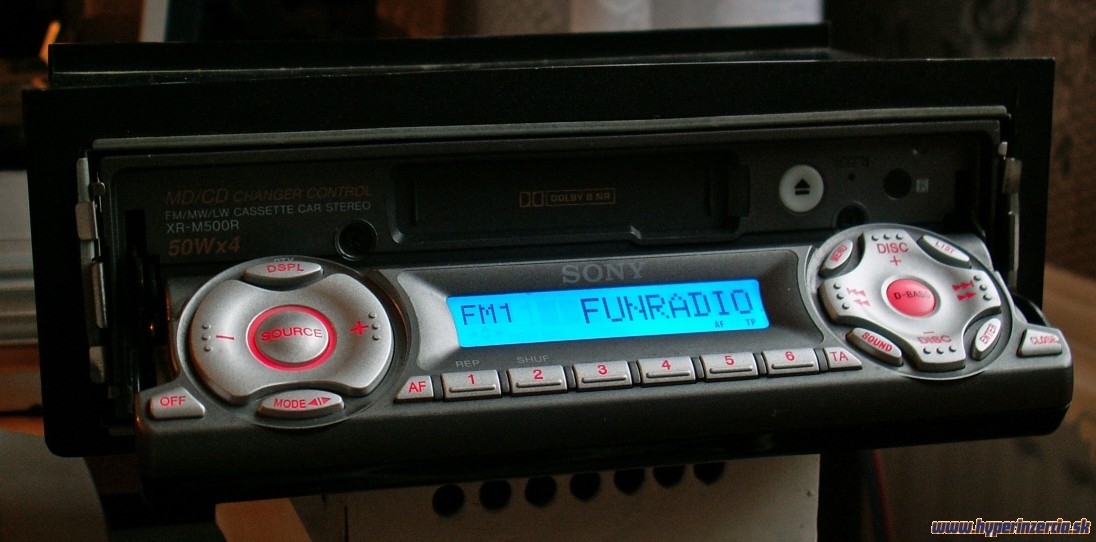 MD/CD CHANGER CONTROL
FM/MW/LW CASSETTE CAR STEREO
XR-M500R
50Wx4
DOLBY B NR
SONY
FM1 FUNRADIO
AF TP
DSPL
- SOURCE +
OFF
MODE
REP SHUF
AF 1 2 3 4 5 6 TA
MENU
DISC
+
LIST
D-BASS
SOUND
-
DISC
ENTER
CLOSE
www.hyperinzercia.sk